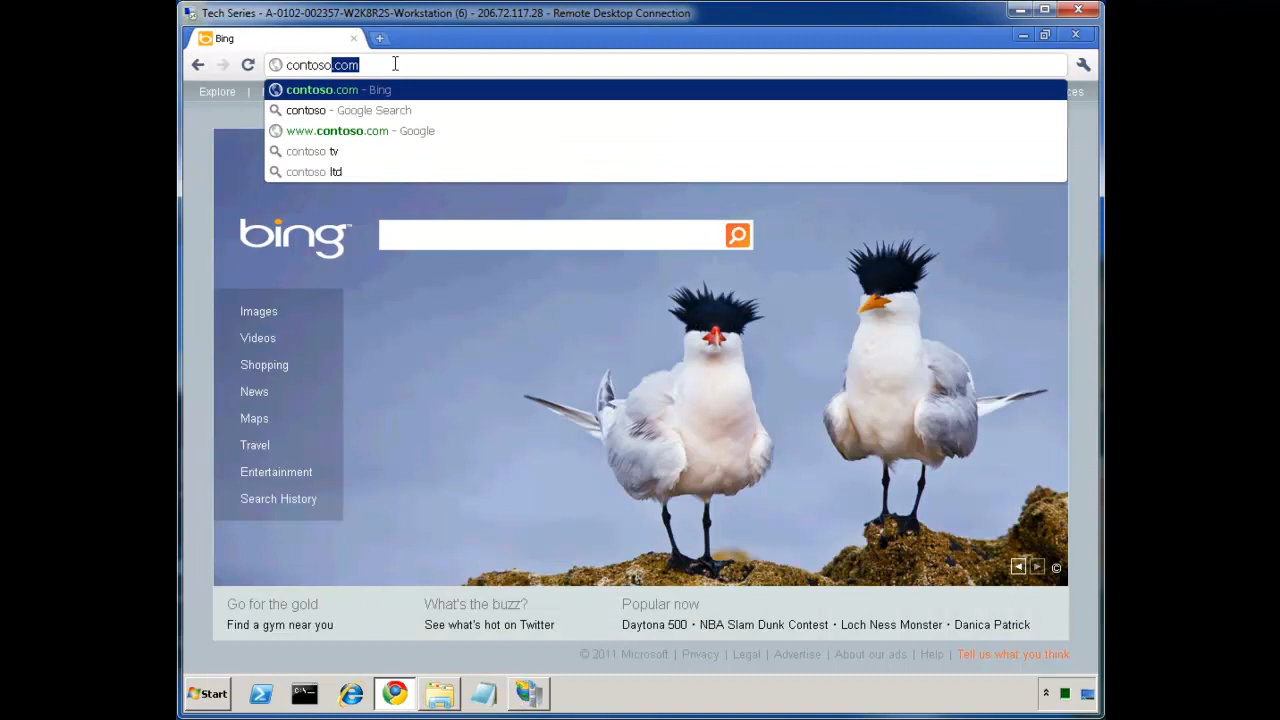 Tech Series - A-0102-002357-W2K8R2S-Workstation (6) - 206.72.117.28 - Remote Desktop Connection
Bing
contoso.com
contoso.com - Bing
contoso - Google Search
www.contoso.com - Google
contoso tv
contoso ltd
Explore |
bing™
Images
Videos
Shopping
News
Maps
Travel
Entertainment
Search History
©
Go for the gold
What's the buzz?
Popular now
Find a gym near you
See what's hot on Twitter
Daytona 500 · NBA Slam Dunk Contest · Loch Ness Monster · Danica Patrick
© 2011 Microsoft | Privacy | Legal | Advertise | About our ads | Help | Tell us what you think
Start